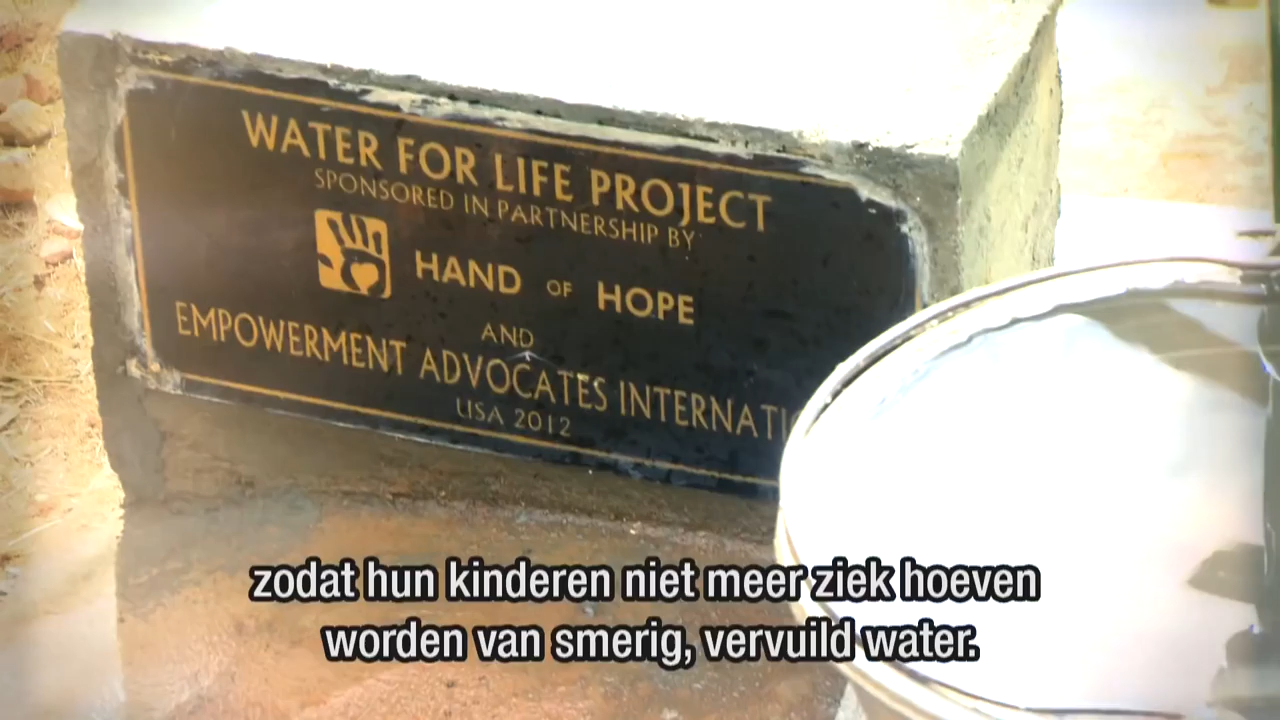 WATER FOR LIFE PROJECT
SPONSORED IN PARTNERSHIP BY
HAND OF HOPE
AND
EMPOWERMENT ADVOCATES
USA 2012
zodat hun kinderen niet meer ziek hoeven
worden van smerig, vervuild water.